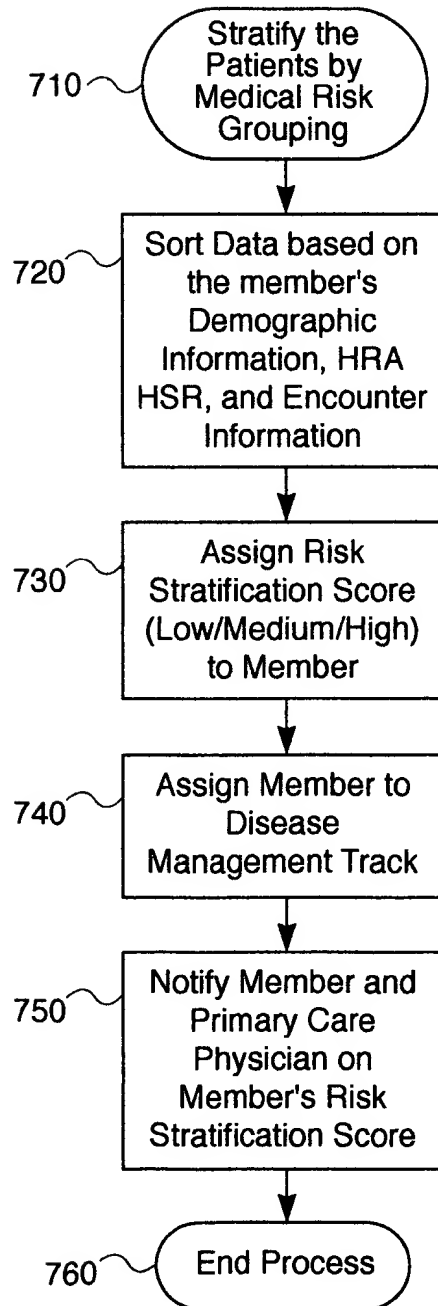 710
Stratify the
Patients by
Medical Risk
Grouping
720
Sort Data based on
the member's
Demographic
Information, HRA
HSR, and Encounter
Information
730
Assign Risk
Stratification Score
(Low/Medium/High)
to Member
740
Assign Member to
Disease
Management Track
750
Notify Member and
Primary Care
Physician on
Member's Risk
Stratification Score
760
End Process